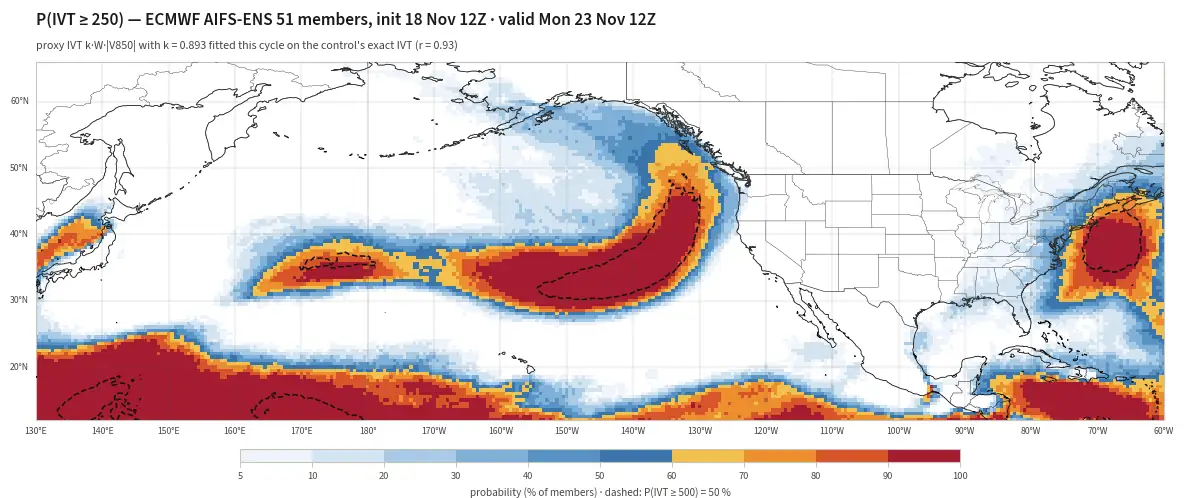 P(IVT ≥ 250) — ECMWF AIFS-ENS 51 members, init 18 Nov 12Z · valid Mon 23 Nov 12Z
proxy IVT k·W·|V850| with k = 0.893 fitted this cycle on the control's exact IVT (r = 0.93)
60°N
50°N
40°N
30°N
20°N
130°E 140°E 150°E 160°E 170°E 180° 170°W 160°W 150°W 140°W 130°W 120°W 110°W 100°W 90°W 80°W 70°W 60°W
5 10 20 30 40 50 60 70 80 90 100
probability (% of members) · dashed: P(IVT ≥ 500) = 50 %